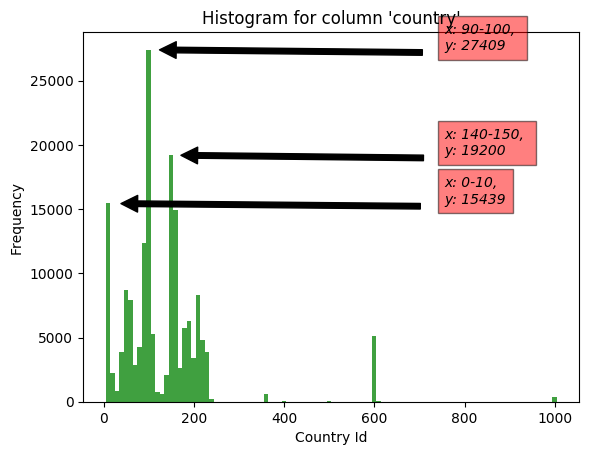 Histogram for column 'country'
x: 90-100,
y: 27409
x: 140-150,
y: 19200
x: 0-10,
y: 15439
Frequency
25000
20000
15000
10000
5000
0
0 200 400 600 800 1000
Country Id